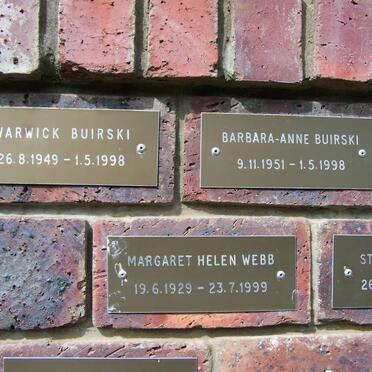 WARWICK BUIRSKI
26.8.1949 – 1.5.1998
BARBARA-ANNE BUIRSKI
9.11.1951 – 1.5.1998
MARGARET HELEN WEBB
19.6.1929 – 23.7.1999